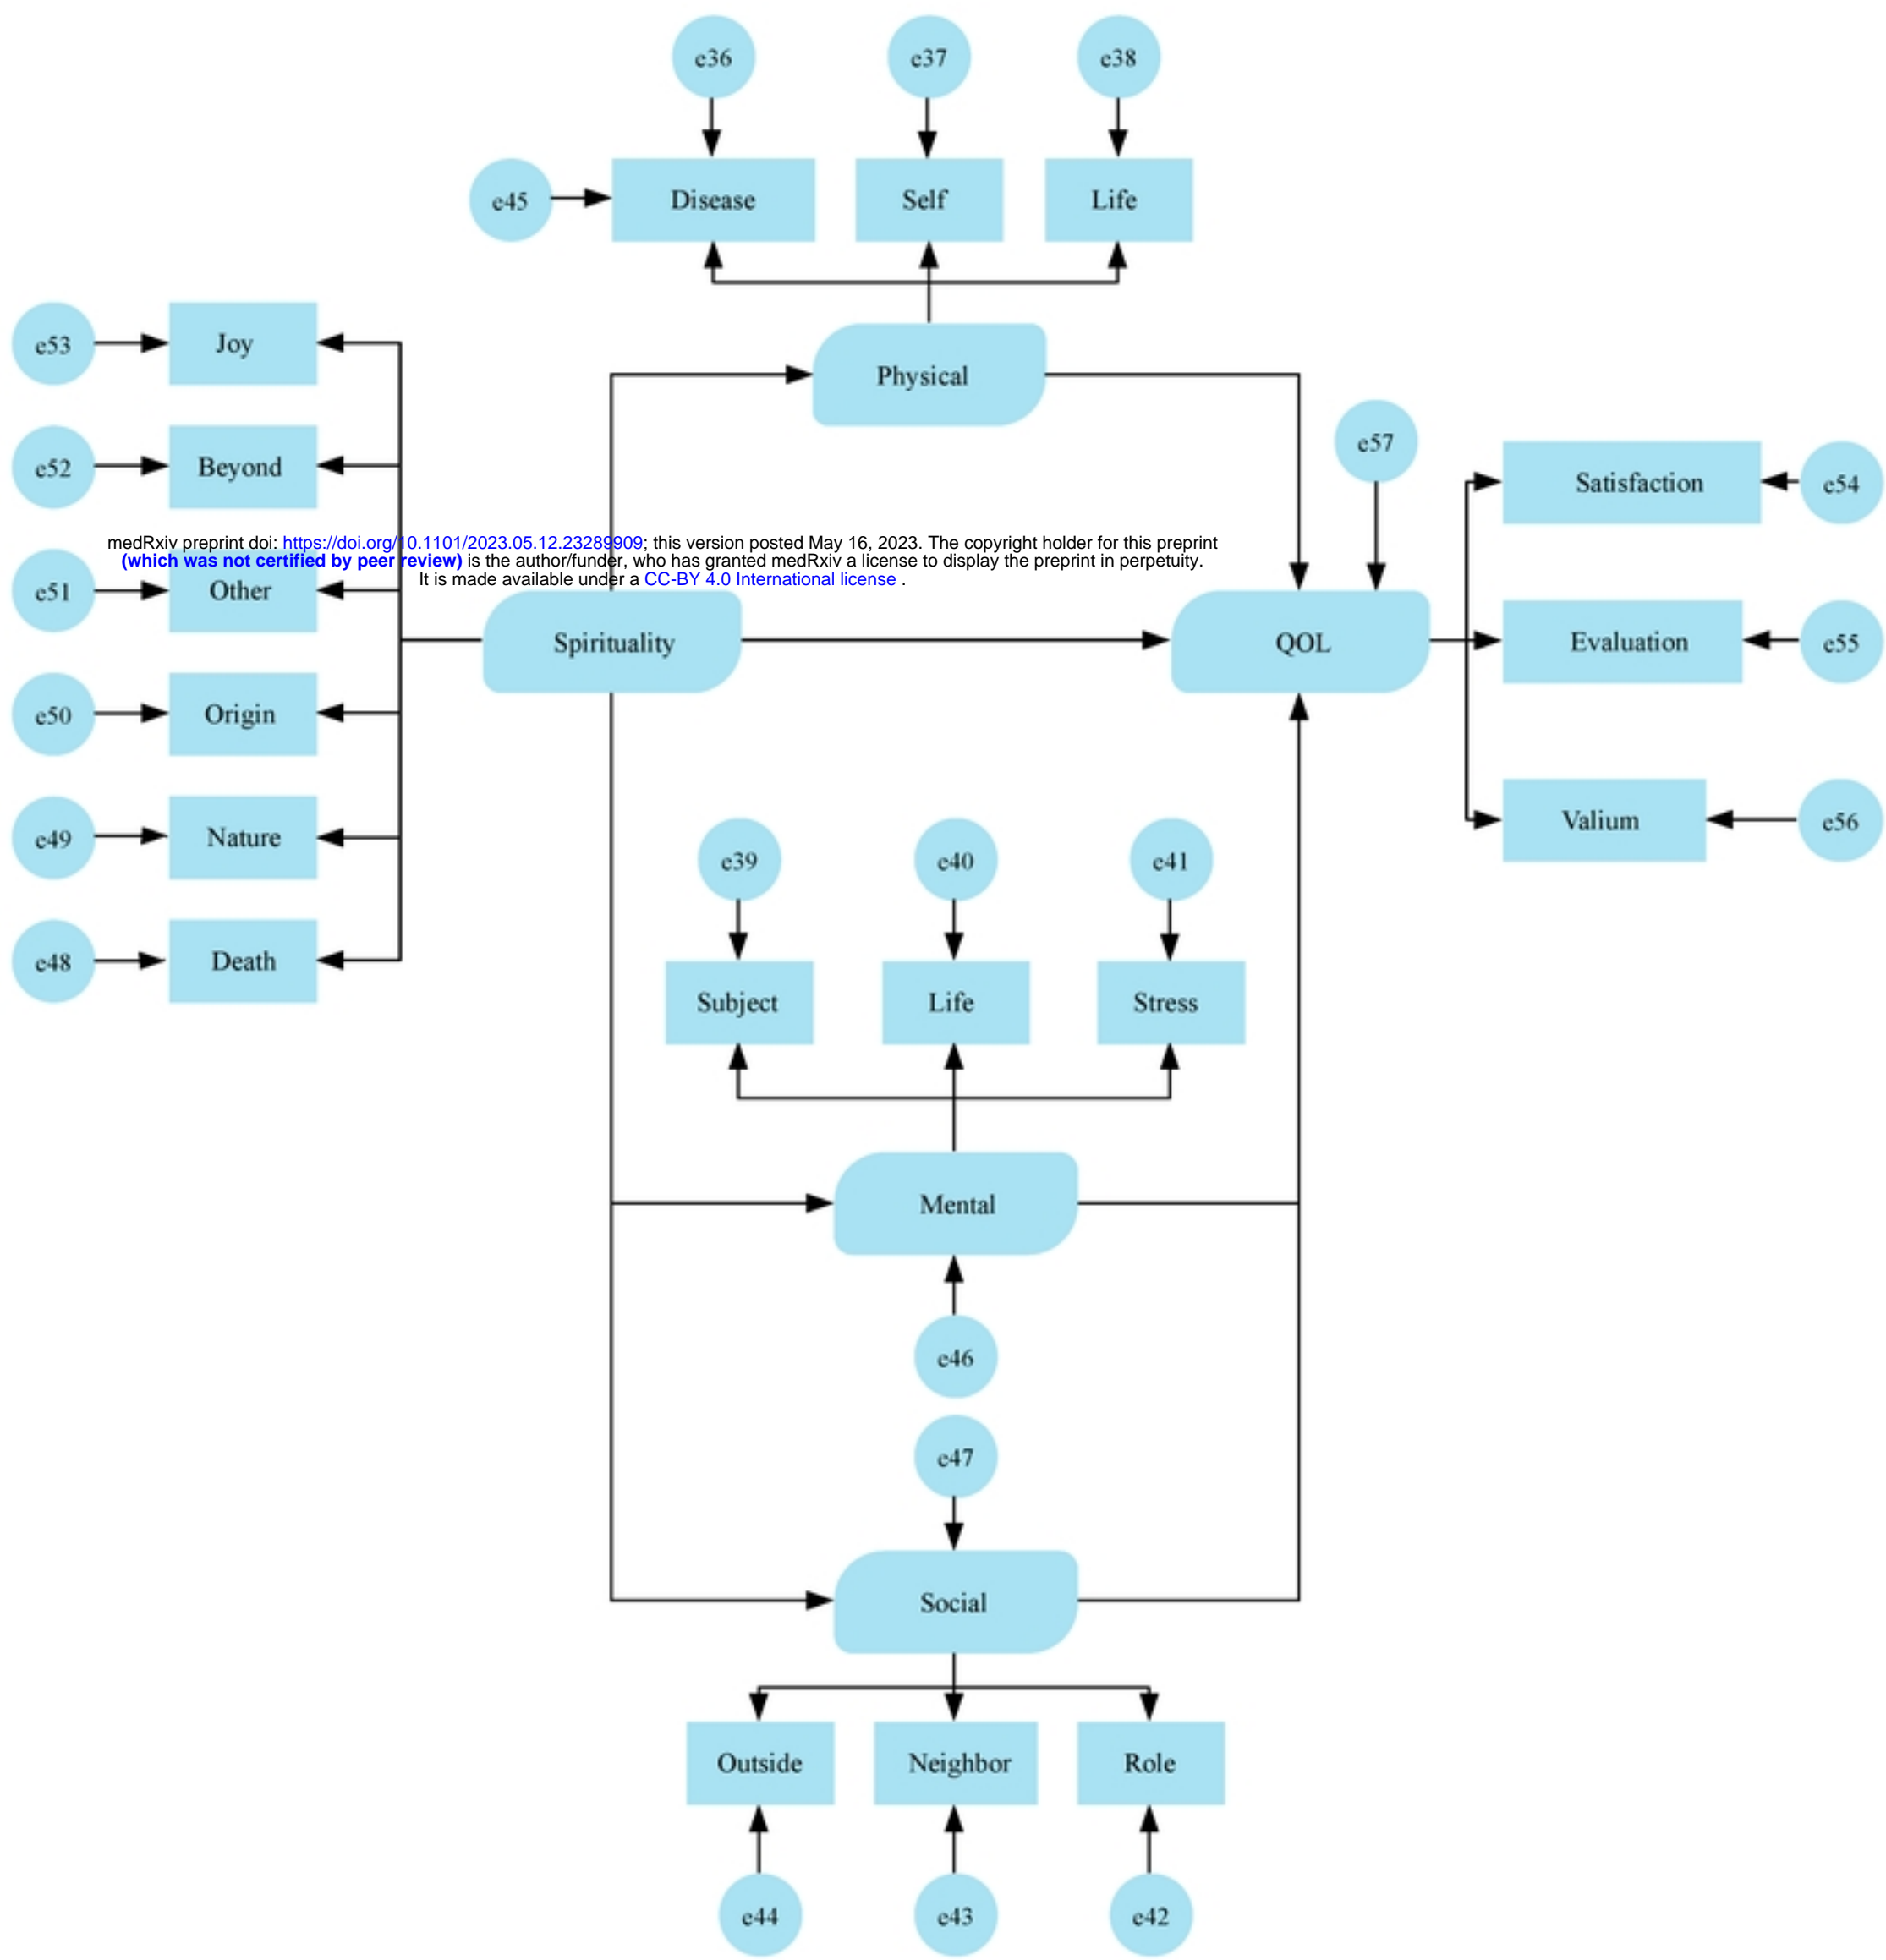 e36
e37
e38
e45
Disease
Self
Life
e53
Joy
Physical
e57
e52
Beyond
Satisfaction
e54
medRxiv preprint doi: https://doi.org/10.1101/2023.05.12.23289909; this version posted May 16, 2023. The copyright holder for this preprint
(which was not certified by peer review) is the author/funder, who has granted medRxiv a license to display the preprint in perpetuity.
It is made available under a CC-BY 4.0 International license .
e51
Other
Spirituality
QOL
Evaluation
e55
e50
Origin
e49
Nature
Valium
e56
e39
e40
e41
e48
Death
Subject
Life
Stress
Mental
e46
e47
Social
Outside
Neighbor
Role
e44
e43
e42